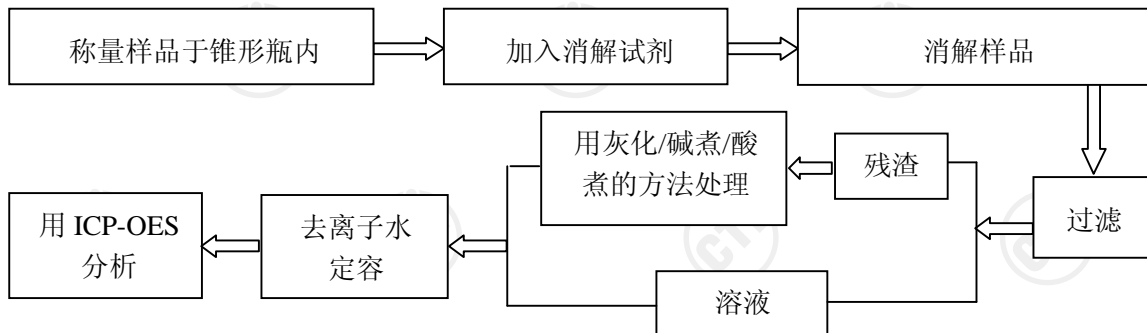 称量样品于锥形瓶内
加入消解试剂
消解样品
过滤
残渣
用灰化/碱煮/酸
煮的方法处理
溶液
去离子水
定容
用 ICP-OES
分析